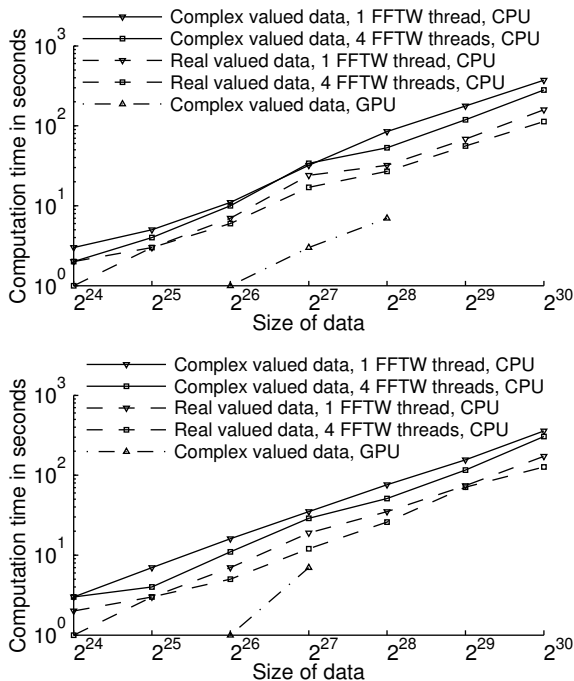 Complex valued data, 1 FFTW thread, CPU
Complex valued data, 4 FFTW threads, CPU
Real valued data, 1 FFTW thread, CPU
Real valued data, 4 FFTW threads, CPU
Complex valued data, GPU
Computation time in seconds
10^3
10^2
10^1
10^0
2^24 2^25 2^26 2^27 2^28 2^29 2^30
Size of data
Complex valued data, 1 FFTW thread, CPU
Complex valued data, 4 FFTW threads, CPU
Real valued data, 1 FFTW thread, CPU
Real valued data, 4 FFTW threads, CPU
Complex valued data, GPU
Computation time in seconds
10^3
10^2
10^1
10^0
2^24 2^25 2^26 2^27 2^28 2^29 2^30
Size of data